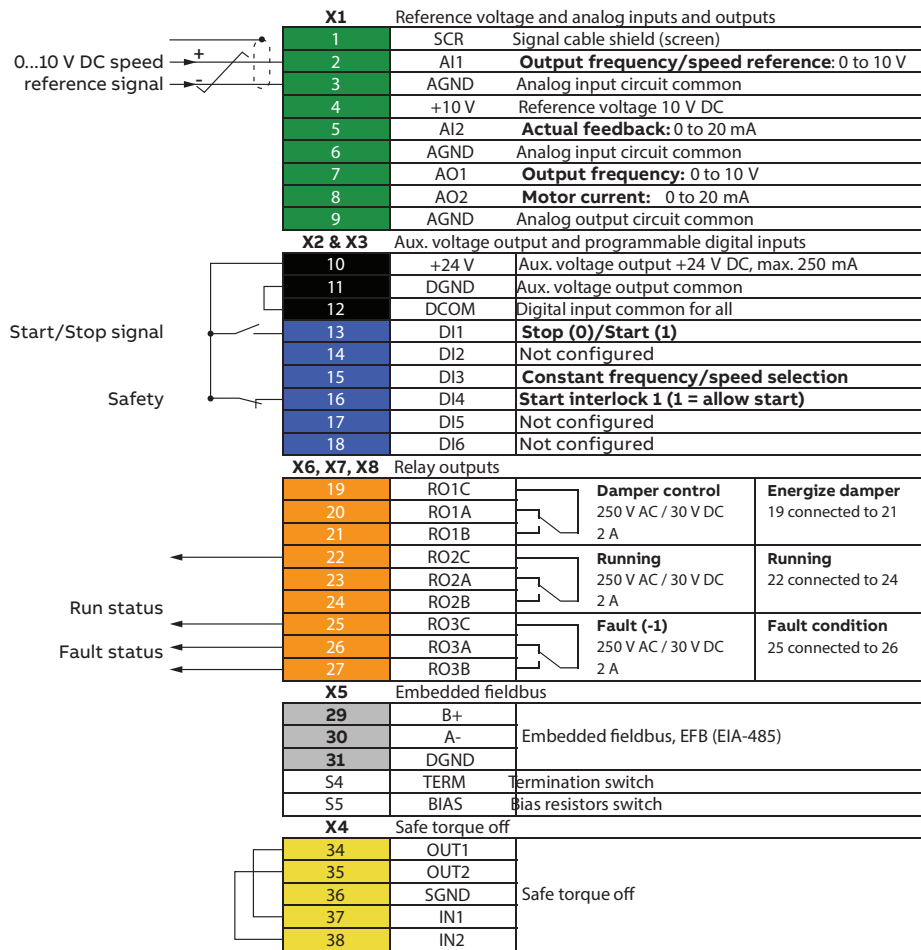 X1 Reference voltage and analog inputs and outputs
1 SCR Signal cable shield (screen)
0...10 V DC speed + 2 AI1 Output frequency/speed reference: 0 to 10 V
reference signal - 3 AGND Analog input circuit common
4 +10 V Reference voltage 10 V DC
5 AI2 Actual feedback: 0 to 20 mA
6 AGND Analog input circuit common
7 AO1 Output frequency: 0 to 10 V
8 AO2 Motor current: 0 to 20 mA
9 AGND Analog output circuit common
X2 & X3 Aux. voltage output and programmable digital inputs
10 +24 V Aux. voltage output +24 V DC, max. 250 mA
11 DGND Aux. voltage output common
12 DCOM Digital input common for all
Start/Stop signal 13 DI1 Stop (0)/Start (1)
14 DI2 Not configured
15 DI3 Constant frequency/speed selection
Safety 16 DI4 Start interlock 1 (1 = allow start)
17 DI5 Not configured
18 DI6 Not configured
X6, X7, X8 Relay outputs
19 RO1C Damper control Energize damper
20 RO1A 250 V AC / 30 V DC 19 connected to 21
21 RO1B 2 A
22 RO2C Running Running
23 RO2A 250 V AC / 30 V DC 22 connected to 24
Run status 24 RO2B 2 A
25 RO3C Fault (-1) Fault condition
Fault status 26 RO3A 250 V AC / 30 V DC 25 connected to 26
27 RO3B 2 A
X5 Embedded fieldbus
29 B+
30 A- Embedded fieldbus, EFB (EIA-485)
31 DGND
S4 TERM Termination switch
S5 BIAS Bias resistors switch
X4 Safe torque off
34 OUT1
35 OUT2
36 SGND Safe torque off
37 IN1
38 IN2